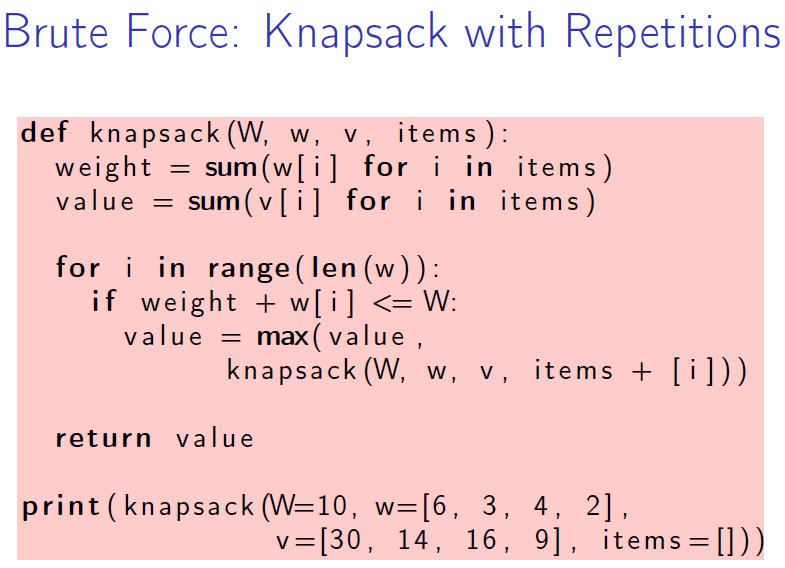 Brute Force: Knapsack with Repetitions
def knapsack(W, w, v, items):
weight = sum(w[i] for i in items)
value = sum(v[i] for i in items)
for i in range(len(w)):
if weight + w[i] <= W:
value = max(value,
knapsack(W, w, v, items + [i]))
return value
print(knapsack(W=10, w=[6, 3, 4, 2],
v=[30, 14, 16, 9], items=[]))